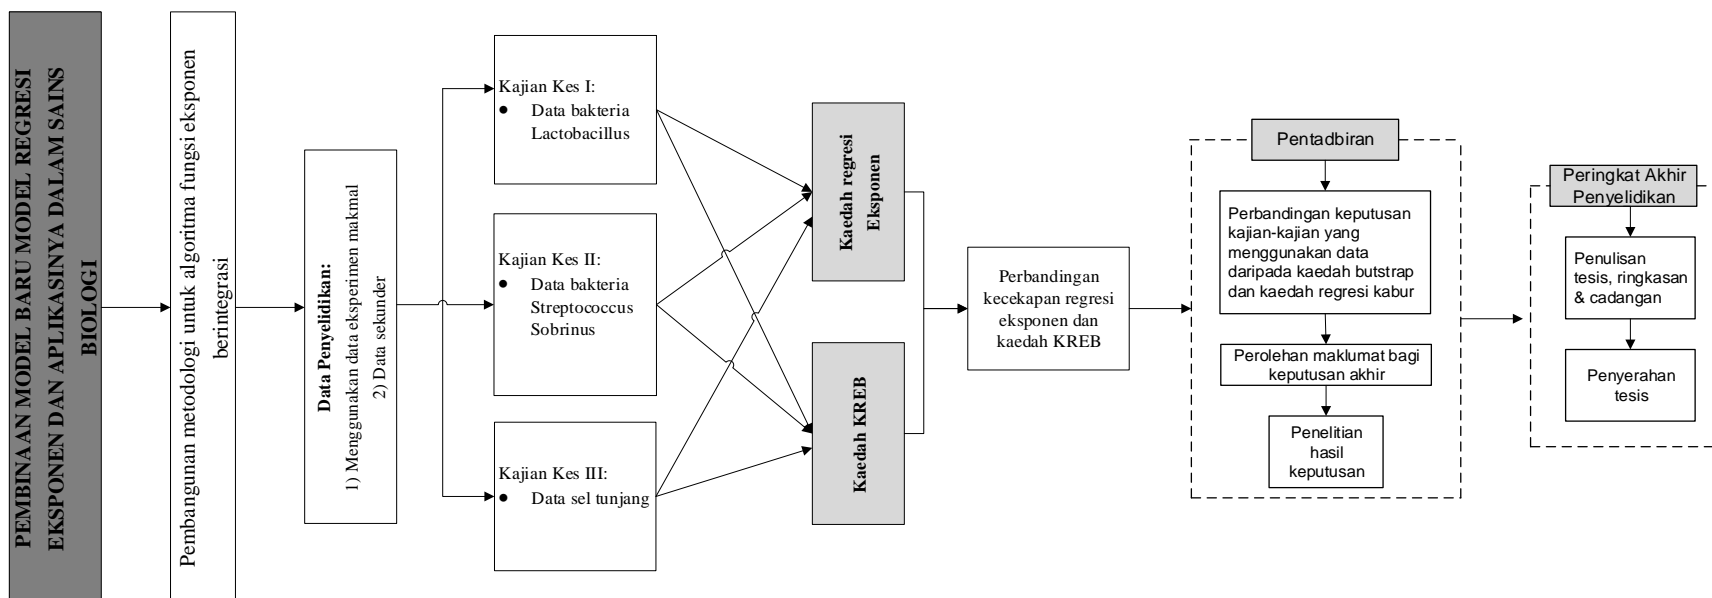 PEMBINAAN MODEL BARU MODEL REGRESI
EKSPONEN DAN APLIKASINYA DALAM SAINS
BIOLOGI
Pembangunan metodologi untuk algoritma fungsi eksponen
berintegrasi
Data Penyelidikan:
1) Menggunakan data eksperimen makmal
2) Data sekunder
Kajian Kes I:
● Data bakteria
Lactobacillus
Kajian Kes II:
● Data bakteria
Streptococcus
Sobrinus
Kajian Kes III:
● Data sel tunjang
Kaedah regresi
Eksponen
Kaedah KREB
Perbandingan
kecekapan regresi
eksponen dan
kaedah KREB
Pentadbiran
Perbandingan keputusan
kajian-kajian yang
menggunakan data
daripada kaedah butstrap
dan kaedah regresi kabur
Perolehan maklumat bagi
keputusan akhir
Penelitian
hasil
keputusan
Peringkat Akhir
Penyelidikan
Penulisan
tesis, ringkasan
& cadangan
Penyerahan
tesis